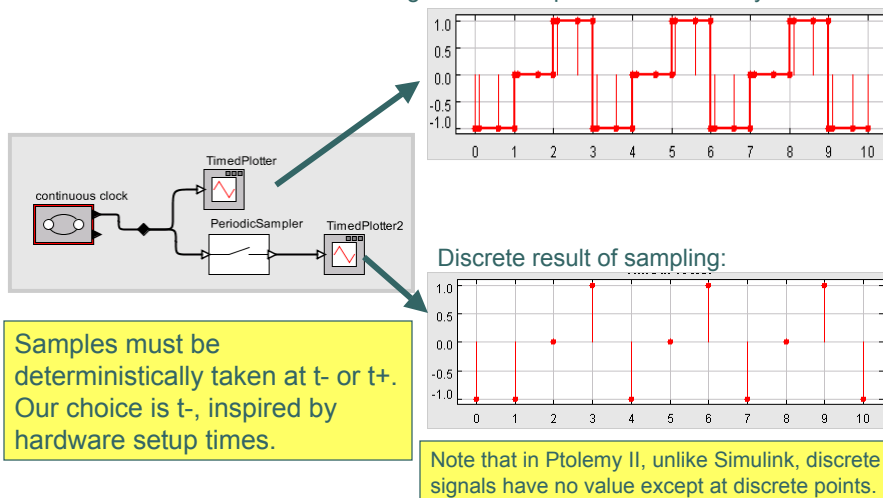 1.0
0.5
0.0
-0.5
-1.0
0 1 2 3 4 5 6 7 8 9 10
TimedPlotter
continuous clock
PeriodicSampler
TimedPlotter2
Discrete result of sampling:
1.0
0.5
0.0
-0.5
-1.0
0 1 2 3 4 5 6 7 8 9 10
Samples must be
deterministically taken at t- or t+.
Our choice is t-, inspired by
hardware setup times.
Note that in Ptolemy II, unlike Simulink, discrete
signals have no value except at discrete points.